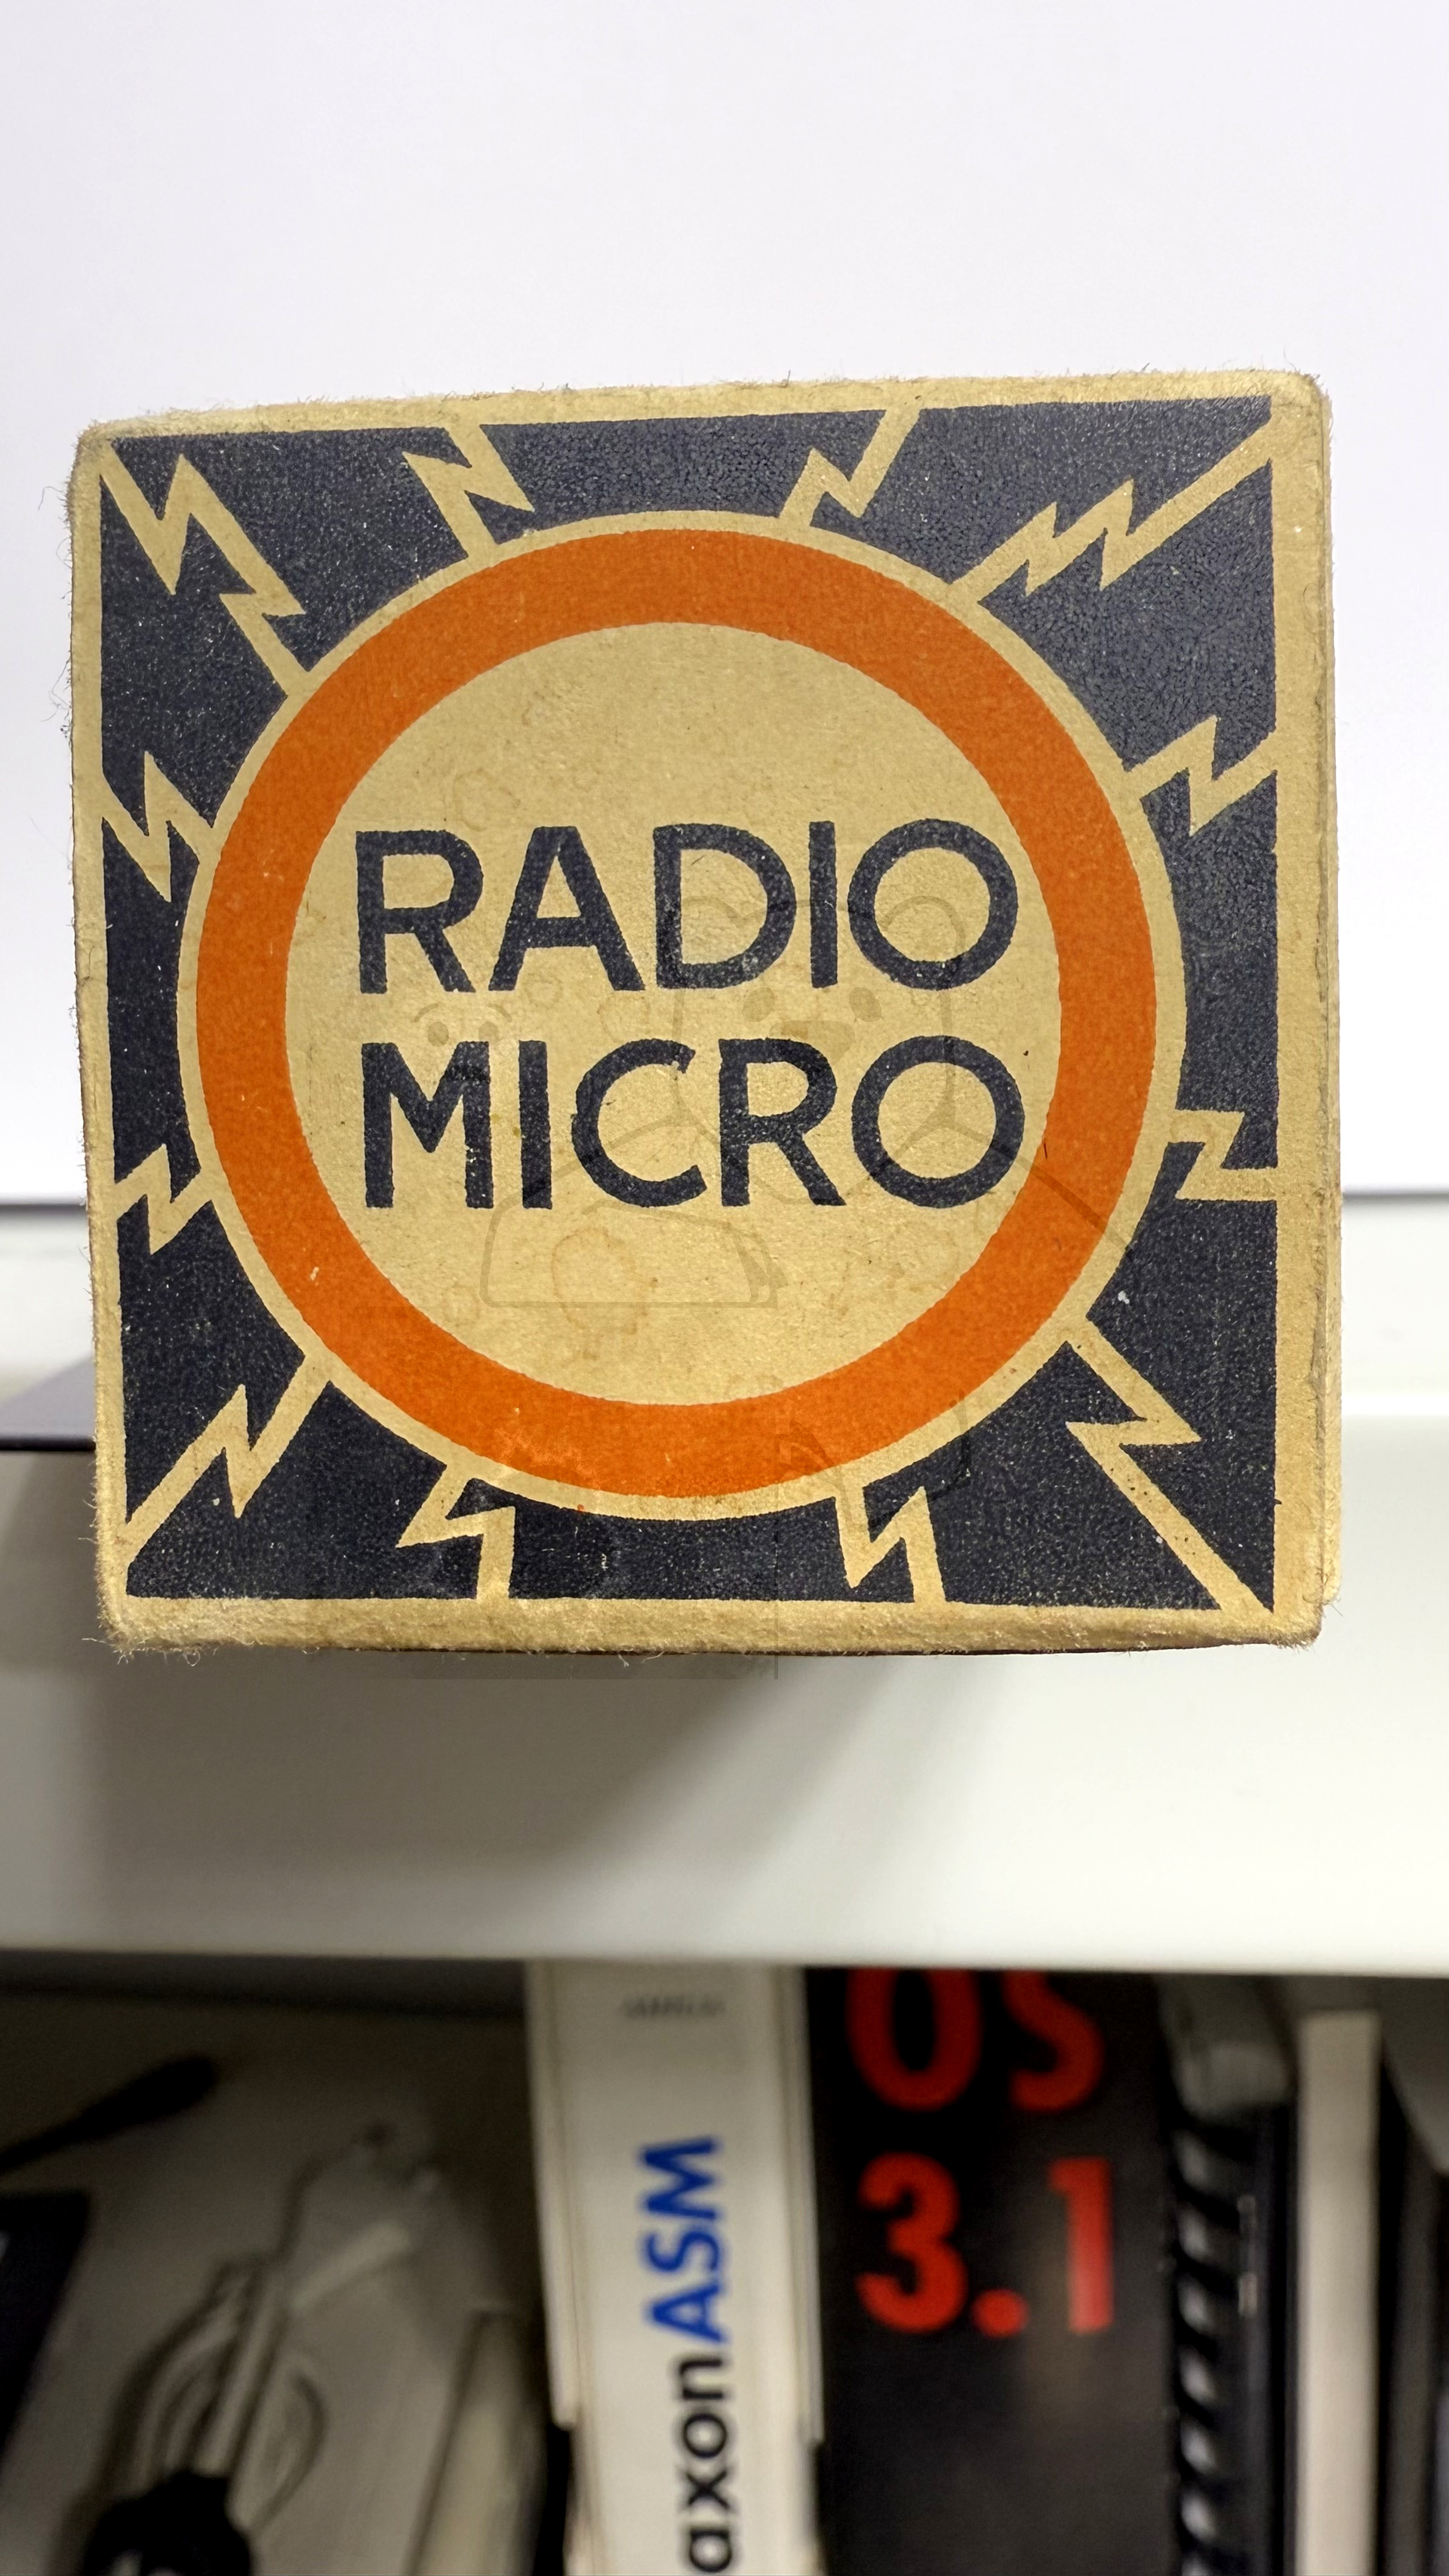 RADIO
MICRO
OS
3.1
axonASM